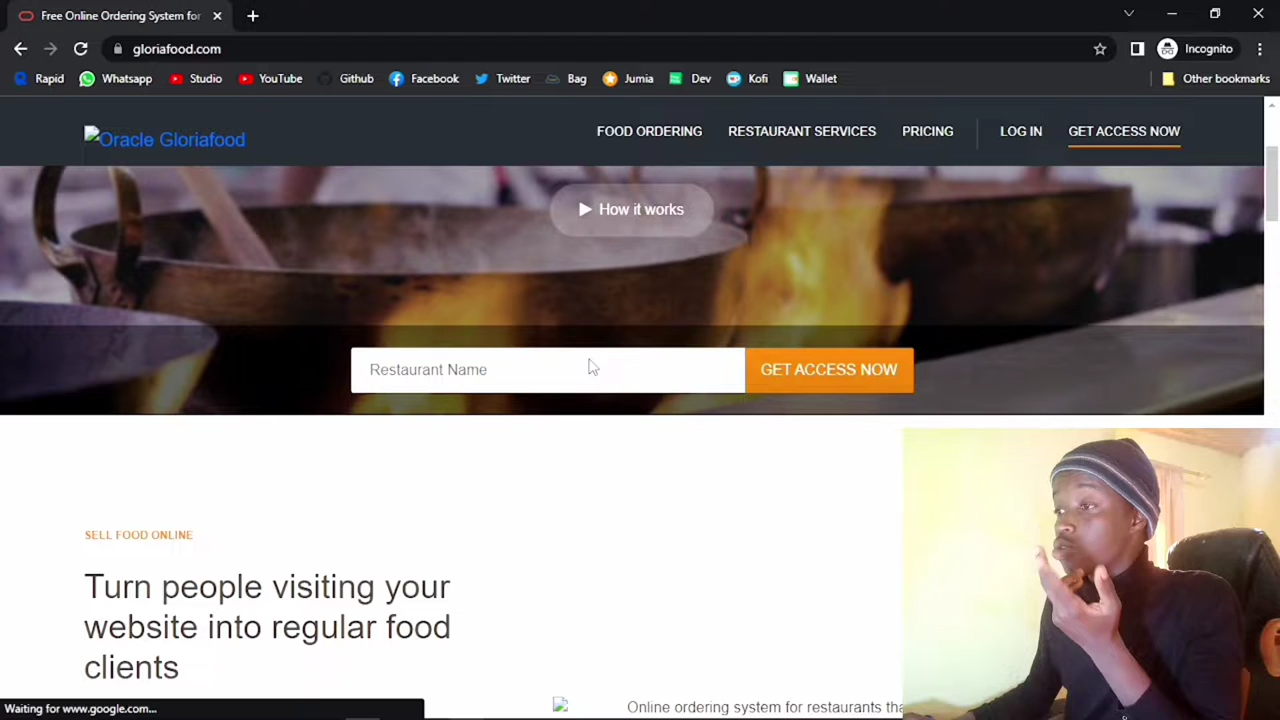 Free Online Ordering System for
gloriafood.com
Incognito
Rapid
Whatsapp
Studio
YouTube
Github
Facebook
Twitter
Bag
Jumia
Dev
Kofi
Wallet
Other bookmarks
Oracle Gloriafood
FOOD ORDERING
RESTAURANT SERVICES
PRICING
LOG IN
GET ACCESS NOW
How it works
Restaurant Name
GET ACCESS NOW
SELL FOOD ONLINE
Turn people visiting your
website into regular food
clients
Online ordering system for restaurants tha
Waiting for www.google.com...